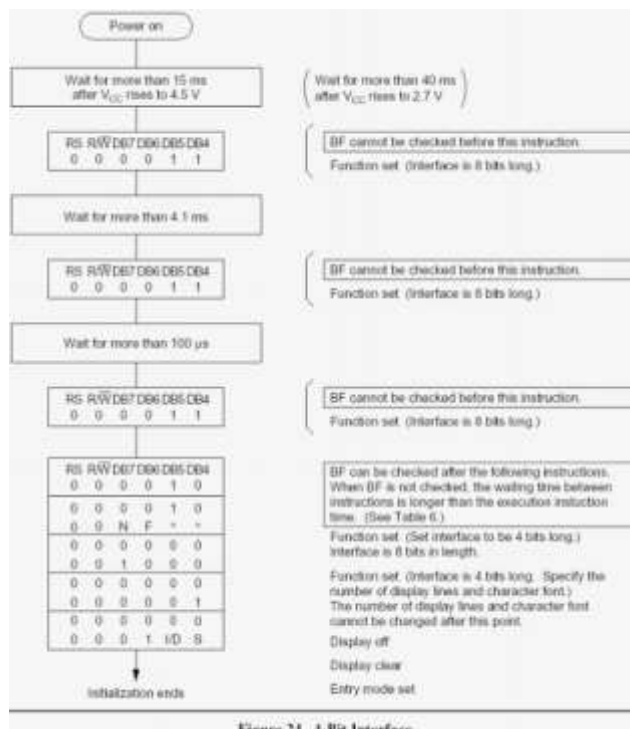 Power on
Wait for more than 15 ms
after VCC rises to 4.5 V
Wait for more than 40 ms
after VCC rises to 2.7 V
RS R/W DB7 DB6 DB5 DB4
0 0 0 0 1 1
BF cannot be checked before this instruction.
Function set (Interface is 8 bits long.)
Wait for more than 4.1 ms
RS R/W DB7 DB6 DB5 DB4
0 0 0 0 1 1
BF cannot be checked before this instruction.
Function set (Interface is 8 bits long.)
Wait for more than 100 µs
RS R/W DB7 DB6 DB5 DB4
0 0 0 0 1 1
BF cannot be checked before this instruction.
Function set (Interface is 8 bits long.)
RS R/W DB7 DB6 DB5 DB4
0 0 0 0 1 0
0 0 0 0 1 0
0 0 N F * *
0 0 0 0 0 0
0 0 1 0 0 0
0 0 0 0 0 0
0 0 0 0 0 1
0 0 0 0 0 0
0 0 0 1 I/D S
Initialization ends
BF can be checked after the following instructions.
When BF is not checked, the waiting time between
instructions is longer than the execution instuction
time. (See Table 6.)
Function set (Set interface to be 4 bits long.)
Interface is 8 bits in length.
Function set (Interface is 4 bits long. Specify the
number of display lines and character font.)
The number of display lines and character font
cannot be changed after this point.
Display off
Display clear
Entry mode set
Figure 24 4-Bit Interface